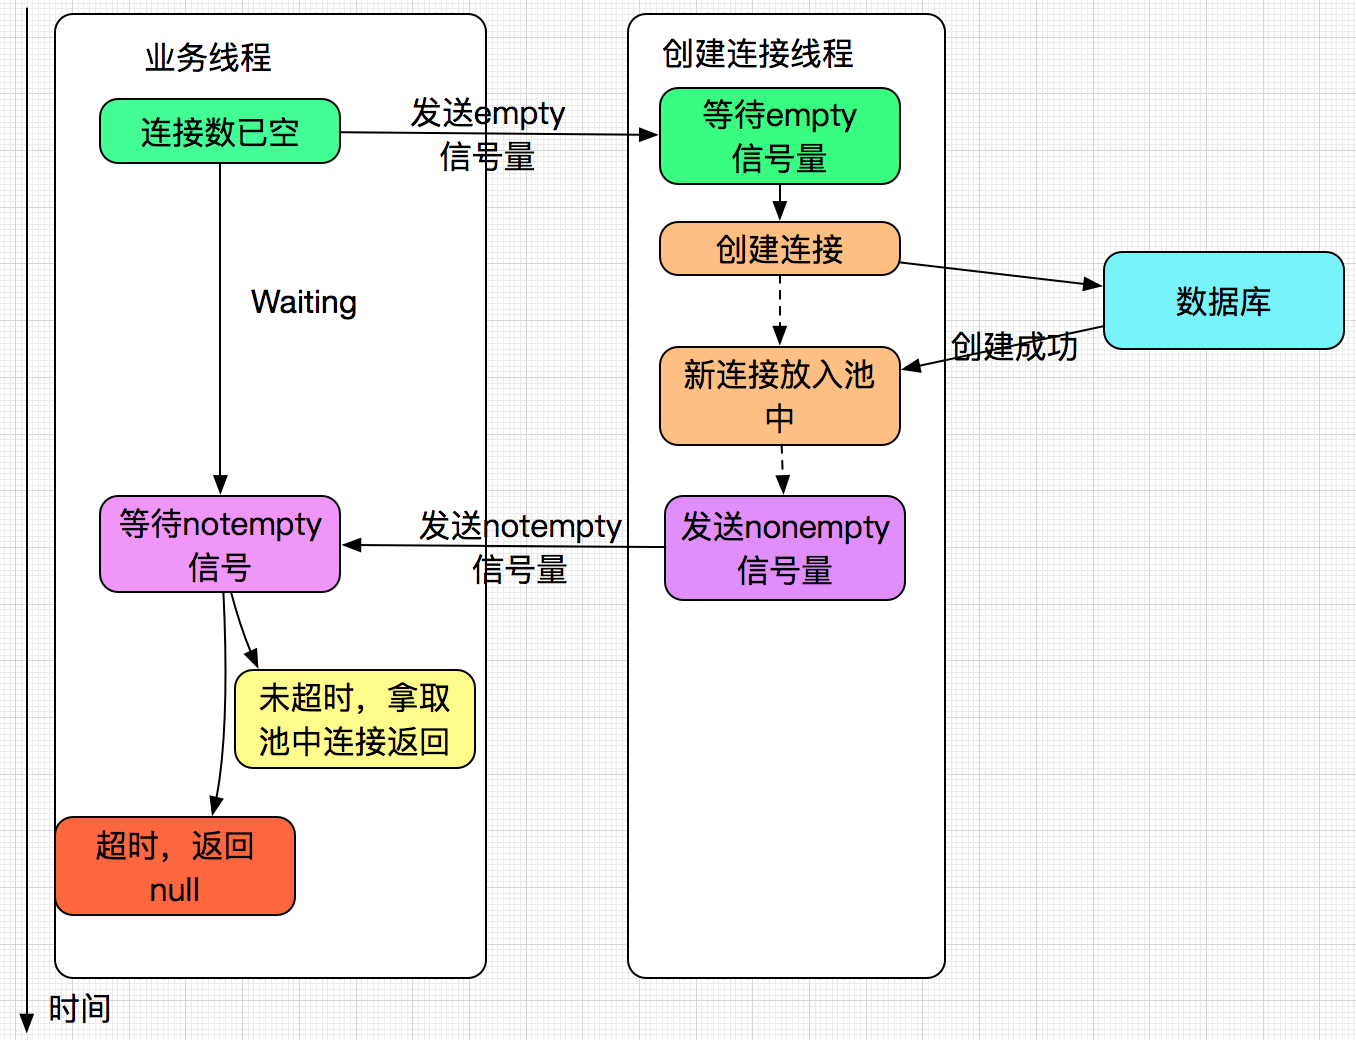 业务线程
创建连接线程
连接数已空
发送empty
信号量
等待empty
信号量
创建连接
Waiting
数据库
创建成功
新连接放入池
中
等待notempty
信号
发送notempty
信号量
发送nonempty
信号量
未超时，拿取
池中连接返回
超时，返回
null
时间